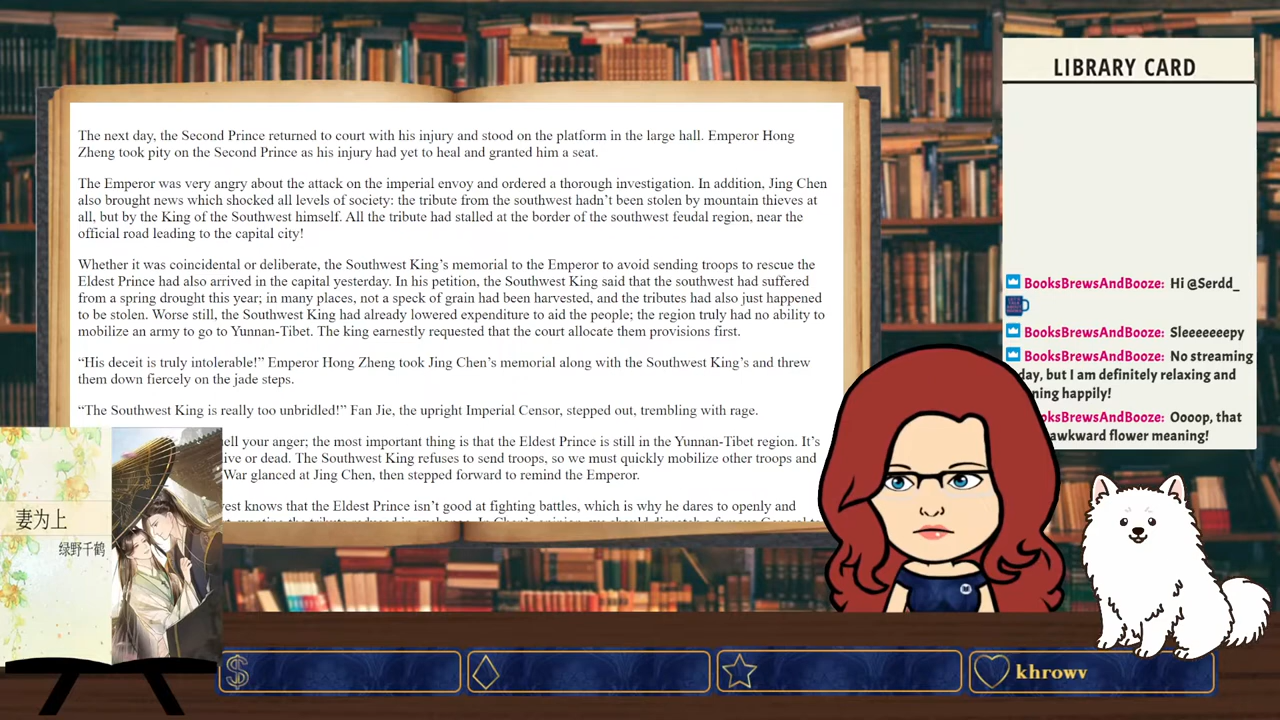 The next day, the Second Prince returned to court with his injury and stood on the platform in the large hall. Emperor Hong
Zheng took pity on the Second Prince as his injury had yet to heal and granted him a seat.
The Emperor was very angry about the attack on the imperial envoy and ordered a thorough investigation. In addition, Jing Chen
also brought news which shocked all levels of society: the tribute from the southwest hadn’t been stolen by mountain thieves at
all, but by the King of the Southwest himself. All the tribute had stalled at the border of the southwest feudal region, near the
official road leading to the capital city!
Whether it was coincidental or deliberate, the Southwest King’s memorial to the Emperor to avoid sending troops to rescue the
Eldest Prince had also arrived in the capital yesterday. In his petition, the Southwest King said that the southwest had suffered
from a spring drought this year; in many places, not a speck of grain had been harvested, and the tributes had also just happened
to be stolen. Worse still, the Southwest King had already lowered expenditure to aid the people; the region truly had no ability to
mobilize an army to go to Yunnan-Tibet. The king earnestly requested that the court allocate them provisions first.
“His deceit is truly intolerable!” Emperor Hong Zheng took Jing Chen’s memorial along with the Southwest King’s and threw
them down fiercely on the jade steps.
“The Southwest King is really too unbridled!” Fan Jie, the upright Imperial Censor, stepped out, trembling with rage.
ell your anger; the most important thing is that the Eldest Prince is still in the Yunnan-Tibet region. It’s
ive or dead. The Southwest King refuses to send troops, so we must quickly mobilize other troops and
War glanced at Jing Chen, then stepped forward to remind the Emperor.
est knows that the Eldest Prince isn’t good at fighting battles, which is why he dares to openly and
妻为上
绿野千鹤
LIBRARY CARD
BooksBrewsAndBooze: Hi @Serdd_
BooksBrewsAndBooze: Sleeeeeeepy
BooksBrewsAndBooze: No streaming
day, but I am definitely relaxing and
ning happily!
oksBrewsAndBooze: Oooop, that
awkward flower meaning!
khrowv